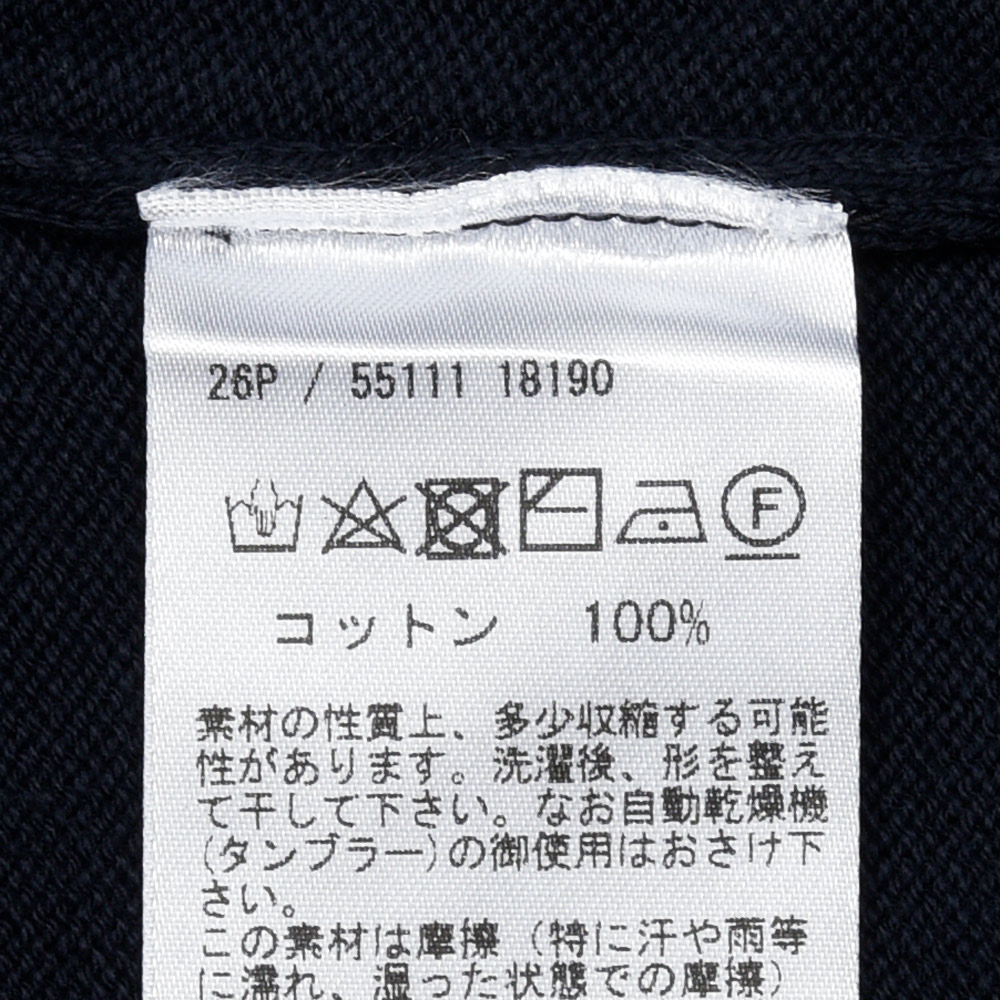 26P / 55111 18190
F
コットン 100%
素材の性質上、多少収縮する可能
性があります。洗濯後、形を整え
て干して下さい。なお自動乾燥機
(タンブラー)の御使用はおさけ下
さい。
この素材は摩擦(特に汗や雨等
に濡れ、湿った状態での摩擦)